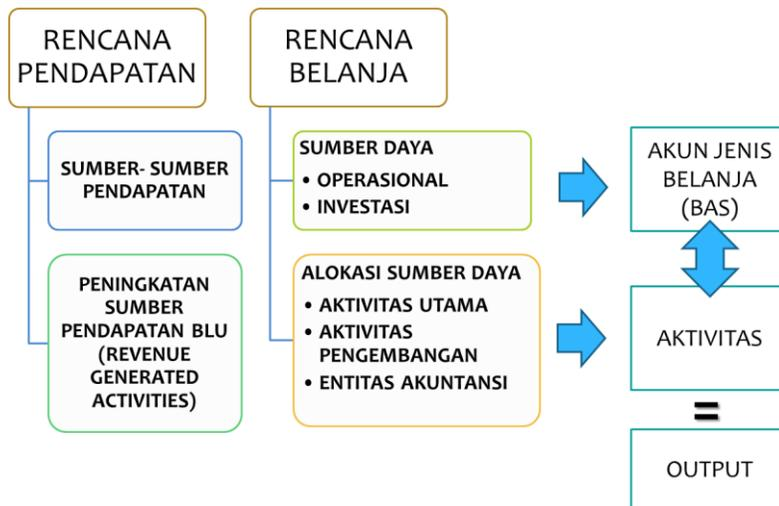 RENCANA
PENDAPATAN
SUMBER- SUMBER
PENDAPATAN
PENINGKATAN
SUMBER
PENDAPATAN BLU
(REVENUE
GENERATED
ACTIVITIES)
RENCANA
BELANJA
SUMBER DAYA
• OPERASIONAL
• INVESTASI
ALOKASI SUMBER DAYA
• AKTIVITAS UTAMA
• AKTIVITAS
PENGEMBANGAN
• ENTITAS AKUNTANSI
AKUN JENIS
BELANJA
(BAS)
AKTIVITAS
=
OUTPUT